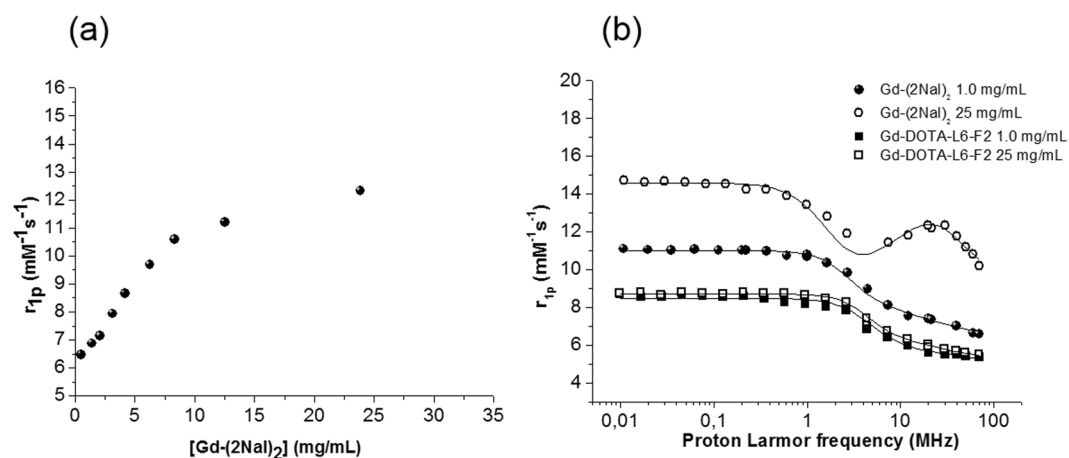 (a)
16
15
14
13
12
11
10
9
8
7
6
5
r1p (mM-1s-1)
0 5 10 15 20 25 30 35
[Gd-(2Nal)2] (mg/mL)
(b)
20
18
16
14
12
10
8
6
4
r1p (mM-1s-1)
Gd-(2Nal)2 1.0 mg/mL
Gd-(2Nal)2 25 mg/mL
Gd-DOTA-L6-F2 1.0 mg/mL
Gd-DOTA-L6-F2 25 mg/mL
0,01 0,1 1 10 100
Proton Larmor frequency (MHz)